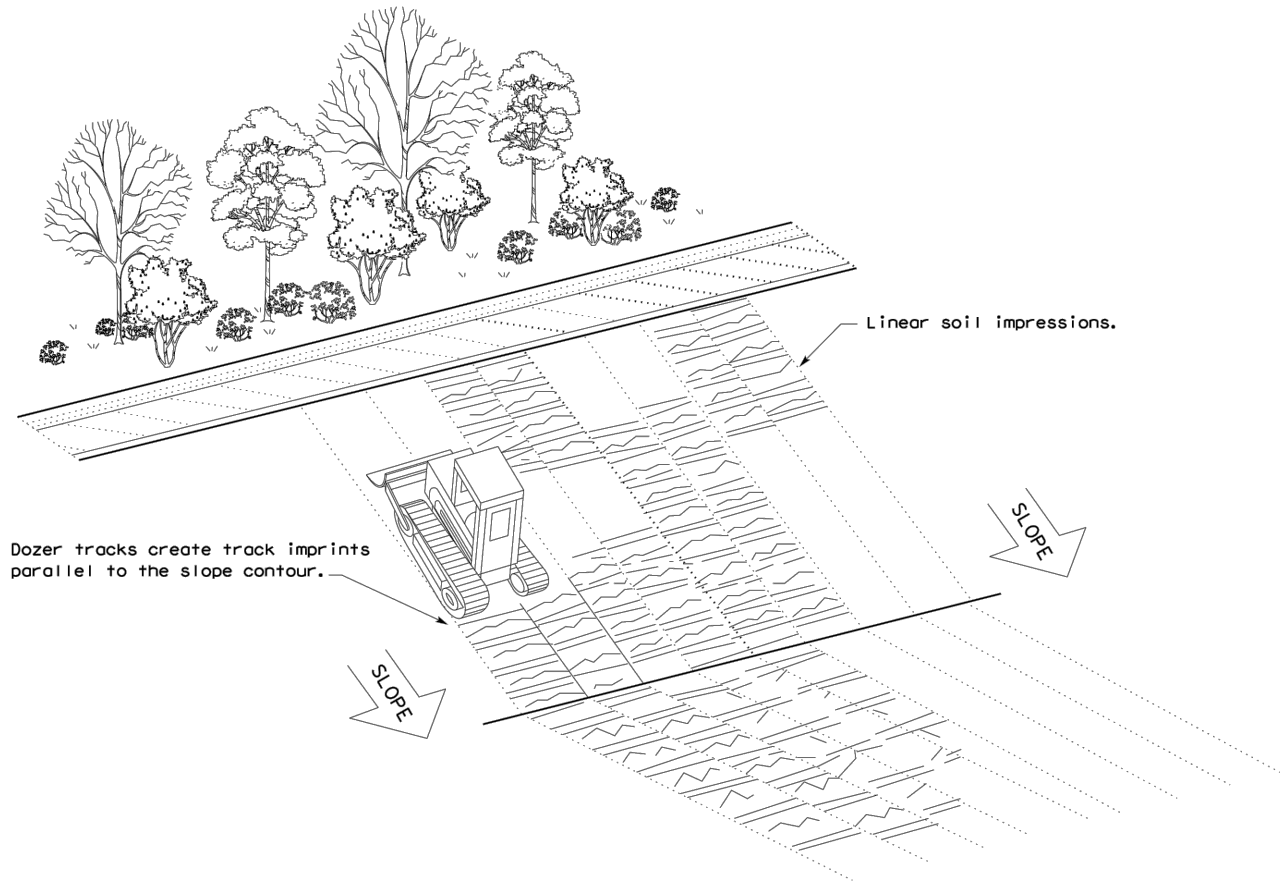 Linear soil impressions.
SLOPE
Dozer tracks create track imprints
parallel to the slope contour.
SLOPE